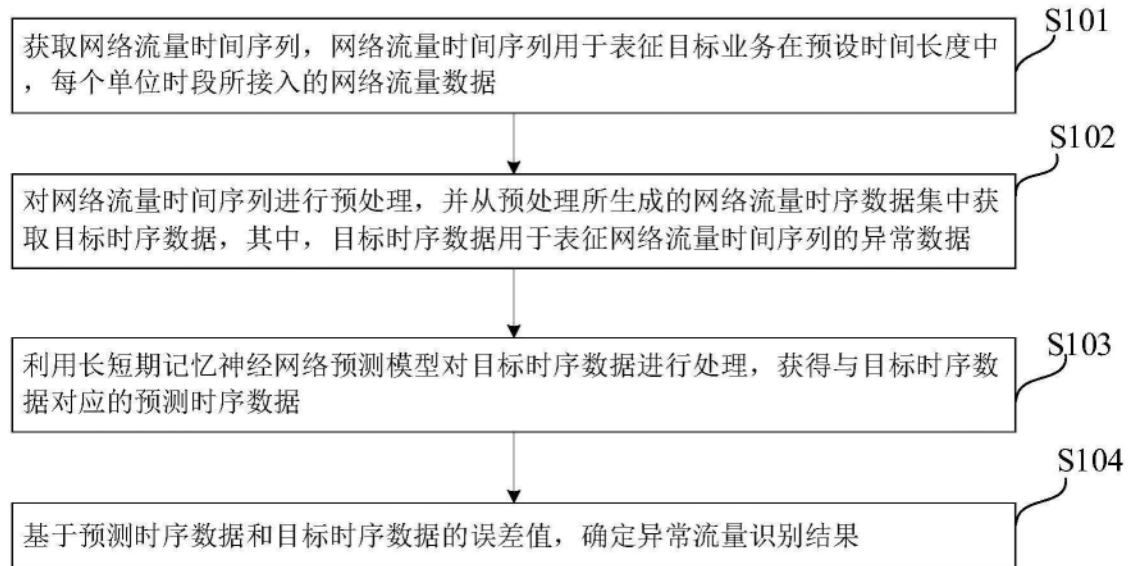 S101
获取网络流量时间序列，网络流量时间序列用于表征目标业务在预设时间长度中
，每个单位时段所接入的网络流量数据
S102
对网络流量时间序列进行预处理，并从预处理所生成的网络流量时序数据集中获
取目标时序数据，其中，目标时序数据用于表征网络流量时间序列的异常数据
S103
利用长短期记忆神经网络预测模型对目标时序数据进行处理，获得与目标时序数
据对应的预测时序数据
S104
基于预测时序数据和目标时序数据的误差值，确定异常流量识别结果